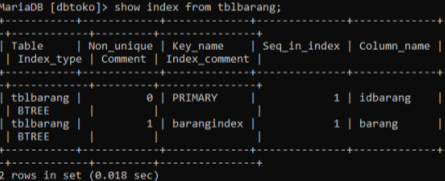 MariaDB [dbtoko]> show index from tblbarang;
+-----------+------------+-------------+--------------+-------------+
| Table | Non_unique | Key_name | Seq_in_index | Column_name |
| Index_type | Comment | Index_comment |
| tblbarang | 0 | PRIMARY | 1 | idbarang
| BTREE | | |
| tblbarang | 1 | barangindex | 1 | barang
| BTREE | | |
2 rows in set (0.018 sec)